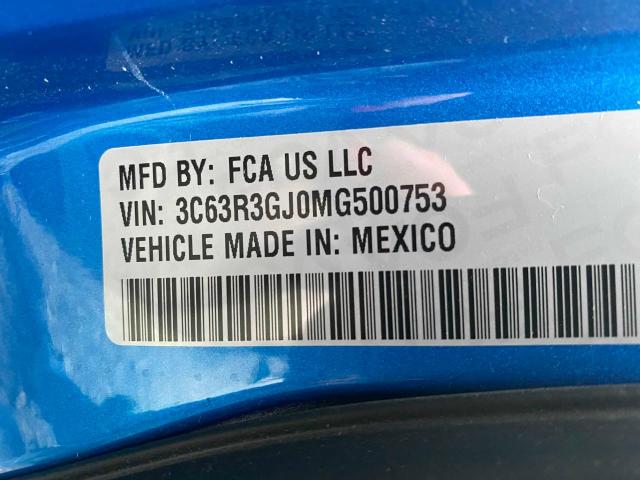 MFD BY: FCA US LLC
VIN: 3C63R3GJ0MG500753
VEHICLE MADE IN: MEXICO